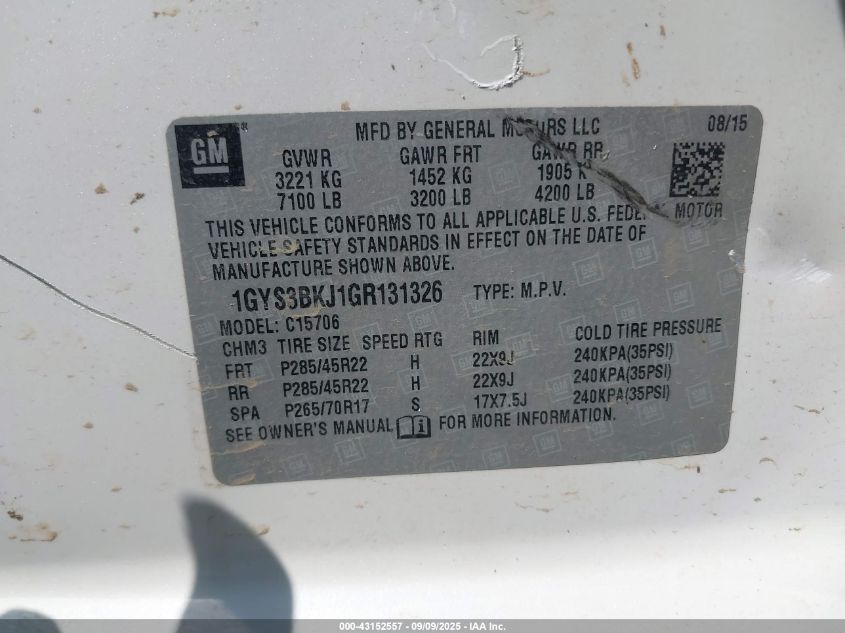 GM
MFD BY GENERAL MOTORS LLC 08/15
GVWR GAWR FRT GAWR RR
3221 KG 1452 KG 1905 K
7100 LB 3200 LB 4200 LB
MOTOR
THIS VEHICLE CONFORMS TO ALL APPLICABLE U.S. FEDE
VEHICLE SAFETY STANDARDS IN EFFECT ON THE DATE OF
MANUFACTURE SHOWN ABOVE.
1GYS3BKJ1GR131326 TYPE: M.P.V.
MODEL: C15706
CHM3 TIRE SIZE SPEED RTG RIM COLD TIRE PRESSURE
FRT P285/45R22 H 22X9J 240KPA(35PSI)
RR P285/45R22 H 22X9J 240KPA(35PSI)
SPA P265/70R17 S 17X7.5J 240KPA(35PSI)
SEE OWNER'S MANUAL FOR MORE INFORMATION.
000-43152557 - 09/09/2025 - IAA Inc.